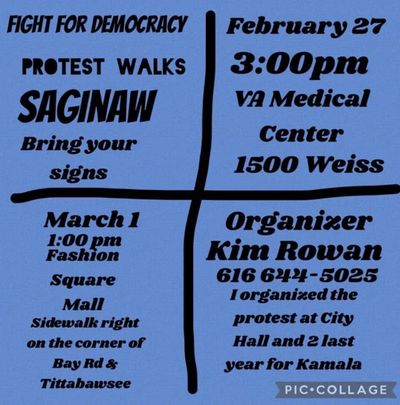 FIGHT FOR DEMOCRACY
PROTEST WALKS
SAGINAW
Bring your
signs
February 27
3:00pm
VA Medical
Center
1500 Weiss
March 1
1:00 pm
Fashion
Square
Mall
Sidewalk right
on the corner of
Bay Rd &
Tittabawsee
Organizer
Kim Rowan
616 644-5025
I organized the
protest at City
Hall and 2 last
year for Kamala
PIC•COLLAGE